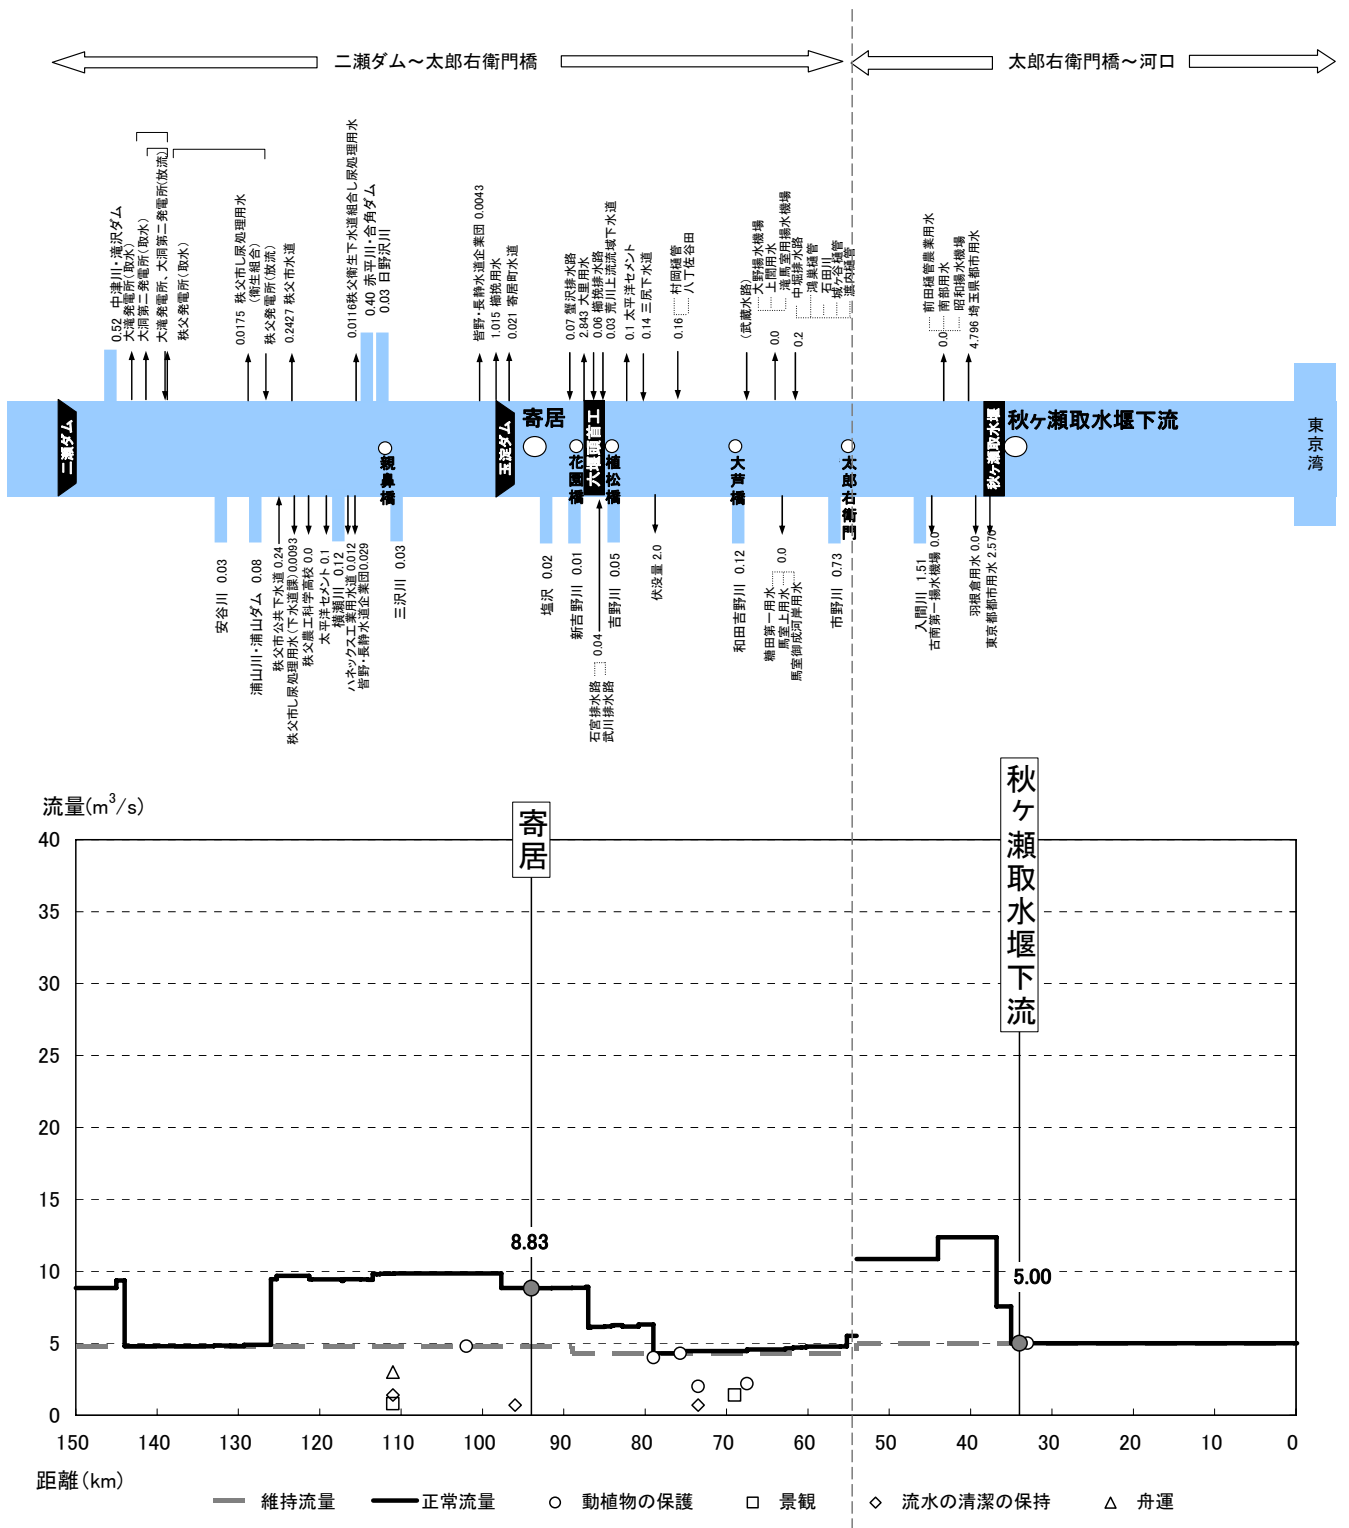 二瀬ダム～太郎右衛門橋
太郎右衛門橋～河口
0.52 中津川・滝沢ダム
大滝発電所(取水)
大洞第二発電所(取水)
大滝発電所、大洞第二発電所(放流)
秩父発電所(取水)
0.0175 秩父市し尿処理用水
(衛生組合)
秩父発電所(放流)
0.2427 秩父市水道
0.0116秩父衛生下水道組合し尿処理用水
0.40 赤平川・合角ダム
0.03 日野沢川
皆野・長静水道企業団 0.0043
1.015 櫛挽用水
0.021 寄居町水道
0.07 蟹沢排水路
2.843 大里用水
0.06 櫛挽排水路
0.03 荒川上流流域下水道
0.1 太平洋セメント
0.14 三尻下水道
0.16
村岡樋管
八丁佐谷田
(武蔵水路)
大野揚水機場
上間用水
滝馬室用揚水機場
0.0
0.2
中堀排水路
鴻巣樋管
石田川
城ケ谷樋管
滝内樋管
前田樋管農業用水
南部用水
昭和揚水機場
0.0
4.796 埼玉県都市用水
二瀬ダム
親鼻橋
玉淀ダム
寄居
花園橋
六堰頭首工
植松橋
大芦橋
太郎右衛門
秋ヶ瀬取水堰
秋ヶ瀬取水堰下流
東京湾
安谷川 0.03
浦山川・浦山ダム 0.08
秩父市公共下水道 0.24
秩父市し尿処理用水(下水道課)0.0093
秩父農工科学高校 0.0
太平洋セメント 0.1
横瀬川 0.12
ハネックス工業用水道 0.012
皆野・長静水道企業団0.029
三沢川 0.03
塩沢 0.02
新吉野川 0.01
石宮排水路
武川排水路
0.04
吉野川 0.05
伏没量 2.0
和田吉野川 0.12
糠田第一用水
馬室上用水
馬室御成河岸用水
0.0
市野川 0.73
入間川 1.51
古南第一揚水機場 0.0
羽根倉用水 0.0
東京都都市用水 2.570
流量(m3/s)
寄居
秋ヶ瀬取水堰下流
40
35
30
25
20
15
10
5
0
8.83
5.00
150 140 130 120 110 100 90 80 70 60 50 40 30 20 10 0
距離(km)
維持流量 正常流量 動植物の保護 景観 流水の清潔の保持 舟運